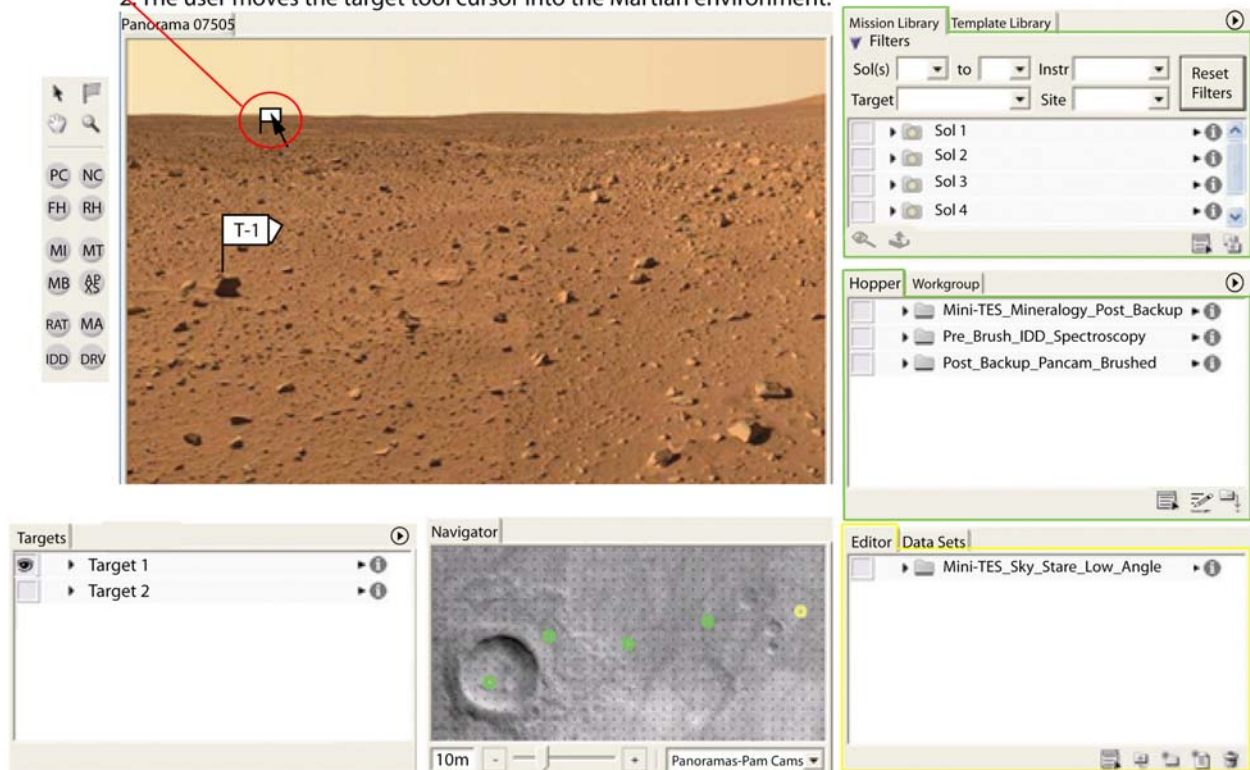 2. The user moves the target tool cursor into the Martian environment.
Panorama 07505
T-1
PC NC
FH RH
MI MT
MB APXS
RAT MA
IDD DRV
Mission Library Template Library
Filters
Sol(s) to Instr
Target Site
Reset
Filters
Sol 1
Sol 2
Sol 3
Sol 4
Hopper Workgroup
Mini-TES_Mineralogy_Post_Backup
Pre_Brush_IDD_Spectroscopy
Post_Backup_Pancam_Brushed
Targets
Target 1
Target 2
Navigator
10m - + Panoramas-Pam Cams
Editor Data Sets
Mini-TES_Sky_Stare_Low_Angle